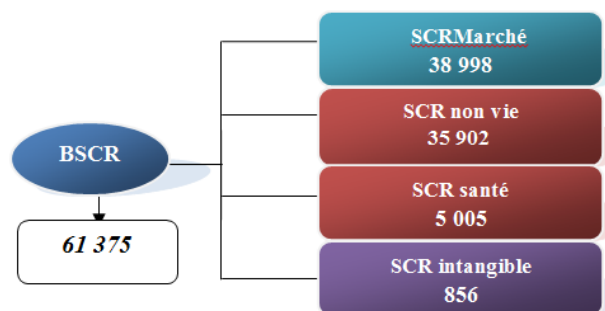 SCRMarché
38 998
SCR non vie
35 902
BSCR
SCR santé
5 005
61 375
SCR intangible
856